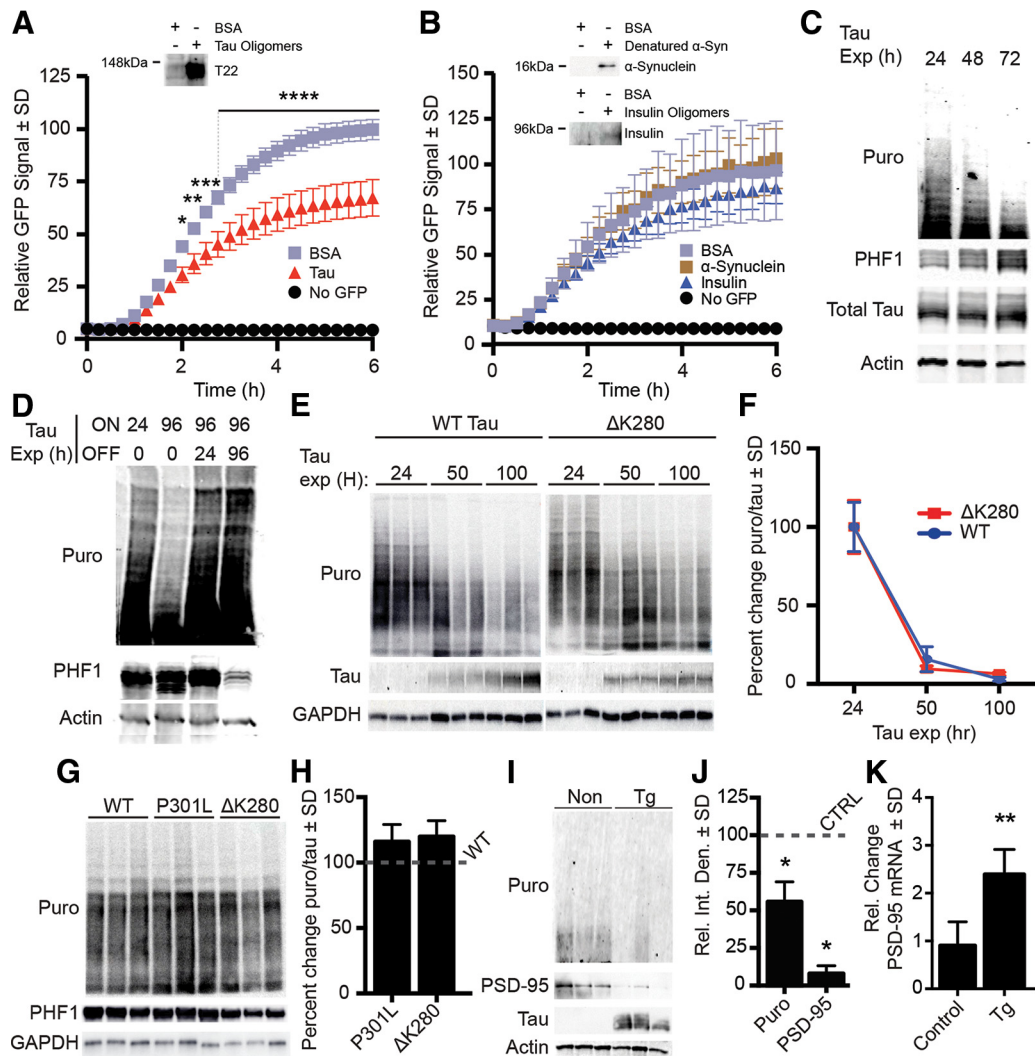 A
+ - BSA
- + Tau Oligomers
148kDa
T22
****
***
**
*
Relative GFP Signal ± SD
125
100
75
50
25
0
BSA
Tau
No GFP
0 2 4 6
Time (h)
B
+ - BSA
- + Denatured α-Syn
16kDa
α-Synuclein
+ - BSA
- + Insulin Oligomers
96kDa
Insulin
Relative GFP Signal ± SD
150
125
100
75
50
25
0
BSA
α-Synuclein
Insulin
No GFP
0 2 4 6
Time (h)
C
Tau
Exp (h) 24 48 72
Puro
PHF1
Total Tau
Actin
D
Tau ON 24 96 96 96
Exp (h) OFF 0 0 24 96
Puro
PHF1
Actin
E
WT Tau ΔK280
Tau
exp (H): 24 50 100 24 50 100
Puro
Tau
GAPDH
F
Percent change puro/tau ± SD
150
100
50
0
ΔK280
WT
24 50 100
Tau exp (hr)
G
WT P301L ΔK280
Puro
PHF1
GAPDH
H
Percent change puro/tau ± SD
150
100
50
0
WT
P301L ΔK280
I
Non Tg
Puro
PSD-95
Tau
Actin
J
Rel. Int. Den. ± SD
125
100
75
50
25
0
CTRL
*
*
Puro PSD-95
K
Rel. Change
PSD-95 mRNA ± SD
4
3
2
1
0
**
Control Tg